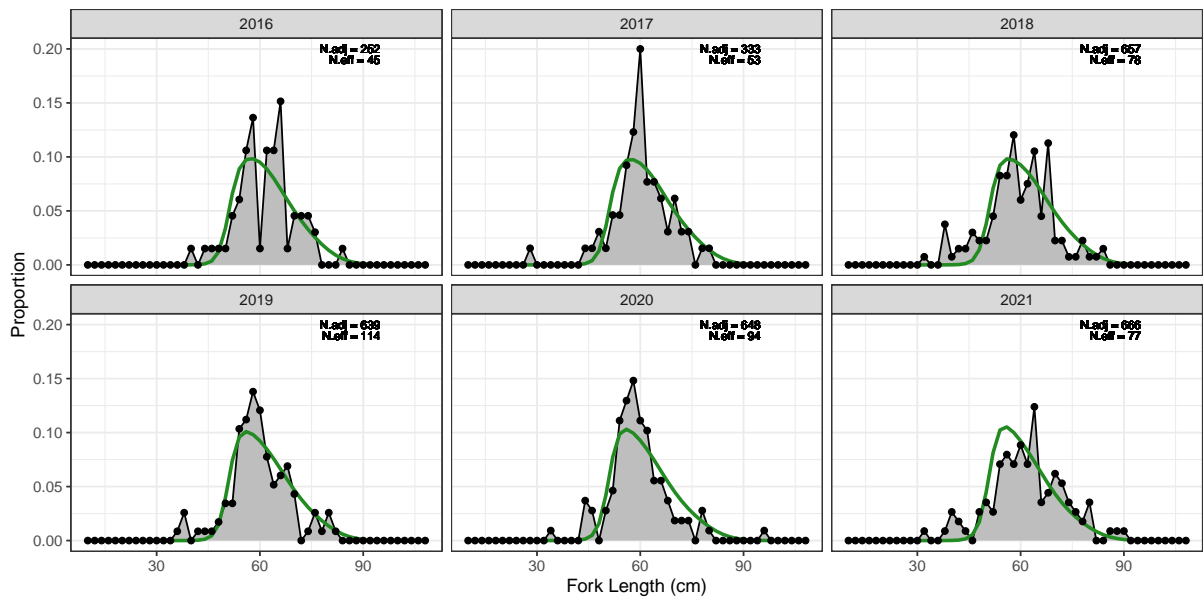 2016 2017 2018
N.adj = 252 N.adj = 333 N.adj = 657
N.eff = 45 N.eff = 53 N.eff = 78
0.20
0.15
0.10
0.05
0.00
2019 2020 2021
N.adj = 639 N.adj = 648 N.adj = 666
N.eff = 114 N.eff = 94 N.eff = 77
0.20
0.15
0.10
0.05
0.00
30 60 90 30 60 90 30 60 90
Proportion
Fork Length (cm)